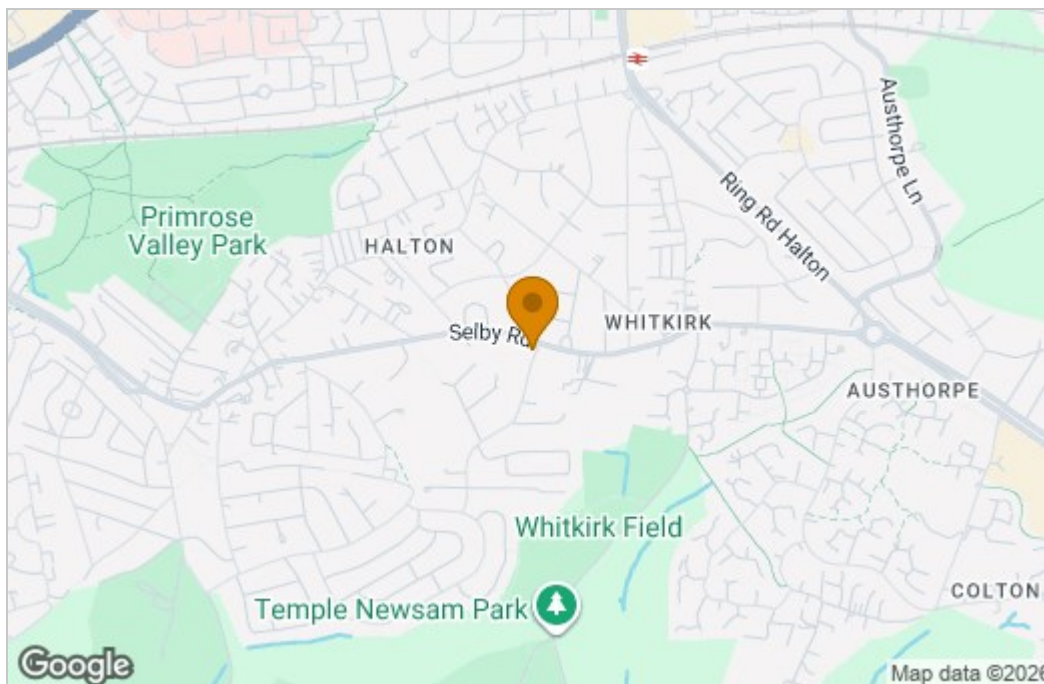 Austhorpe Ln
Ring Rd Halton
Primrose
Valley Park
HALTON
Selby Rd
WHITKIRK
AUSTHORPE
Whitkirk Field
COLTON
Temple Newsam Park
Google
Map data ©2026